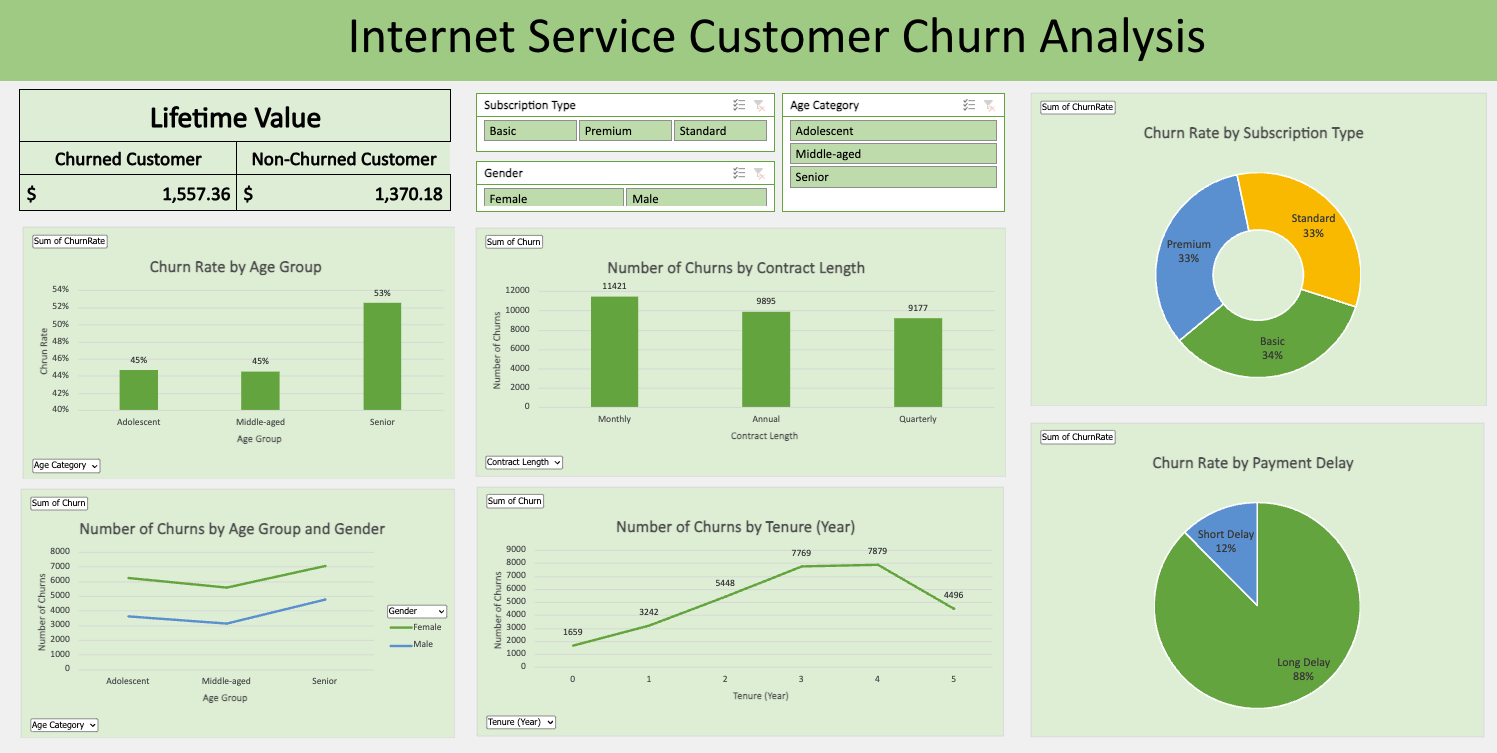 Internet Service Customer Churn Analysis
Lifetime Value
Churned Customer Non-Churned Customer
$ 1,557.36 $ 1,370.18
Subscription Type
Basic Premium Standard
Gender
Female Male
Age Category
Adolescent
Middle-aged
Senior
Sum of ChurnRate
Churn Rate by Subscription Type
Standard
33%
Premium
33%
Basic
34%
Sum of ChurnRate
Churn Rate by Age Group
54%
52%
50%
48%
46%
44%
42%
40%
Chrun Rate
45%
45%
53%
Adolescent Middle-aged Senior
Age Group
Age Category
Sum of Churn
Number of Churns by Contract Length
12000
10000
8000
6000
4000
2000
0
Number of Churns
11421
9895
9177
Monthly Annual Quarterly
Contract Length
Contract Length
Sum of ChurnRate
Churn Rate by Payment Delay
Short Delay
12%
Long Delay
88%
Sum of Churn
Number of Churns by Age Group and Gender
8000
7000
6000
5000
4000
3000
2000
1000
0
Number of Churns
Adolescent Middle-aged Senior
Age Group
Gender
Female
Male
Age Category
Sum of Churn
Number of Churns by Tenure (Year)
9000
8000
7000
6000
5000
4000
3000
2000
1000
0
Number of Churns
1659
3242
5448
7769
7879
4496
0 1 2 3 4 5
Tenure (Year)
Tenure (Year)